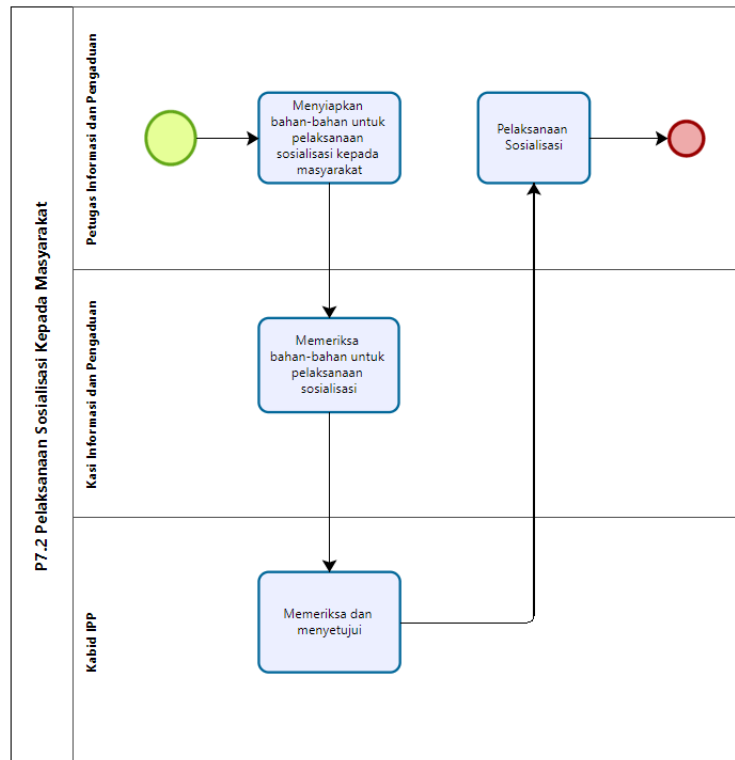 P7.2 Pelaksanaan Sosialisasi Kepada Masyarakat
Petugas Informasi dan Pengaduan
Menyiapkan
bahan-bahan untuk
pelaksanaan
sosialisasi kepada
masyarakat
Pelaksanaan
Sosialisasi
Kasi Informasi dan Pengaduan
Memeriksa
bahan-bahan untuk
pelaksanaan
sosialisasi
Kabid IPP
Memeriksa dan
menyetujui